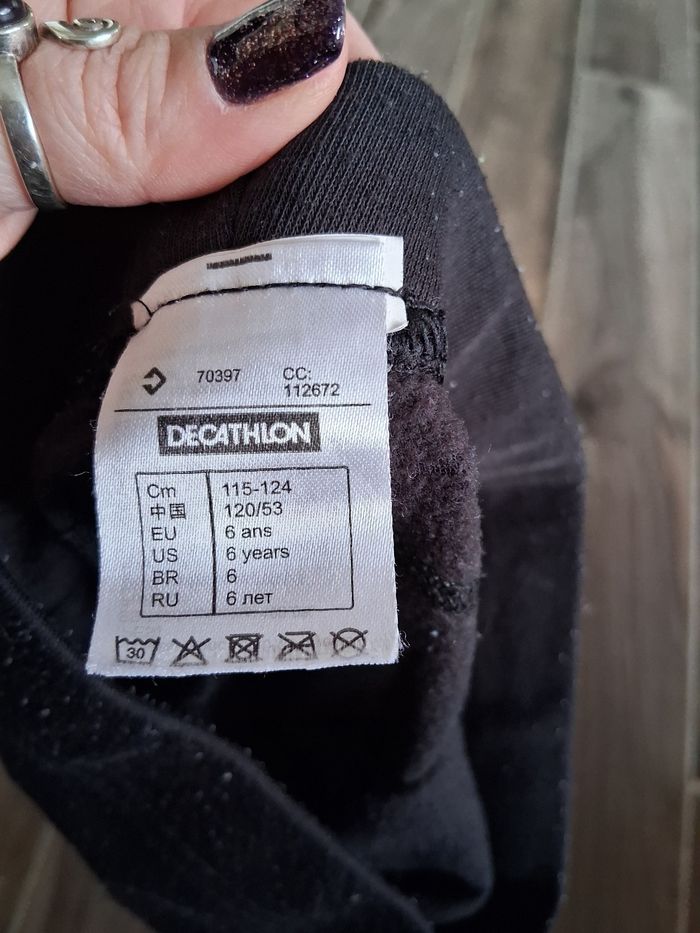 70397 CC: 112672
DECATHLON
Cm 115-124
中国 120/53
EU 6 ans
US 6 years
BR 6
RU 6 лет
30